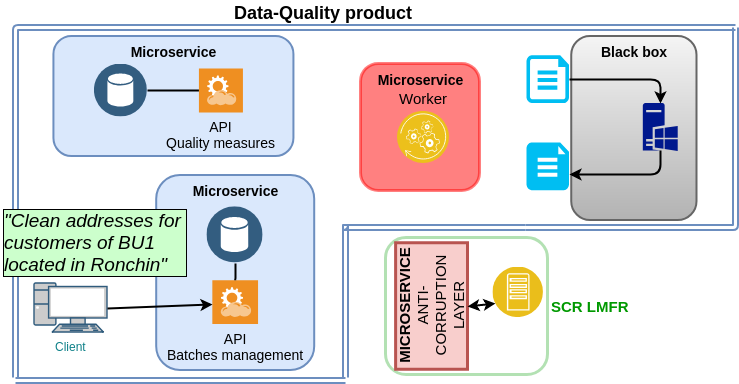 Data-Quality product
Microservice
API
Quality measures
Microservice
Worker
Black box
Microservice
"Clean addresses for
customers of BU1
located in Ronchin"
API
Batches management
Client
MICROSERVICE
ANTI-
CORRUPTION
LAYER
SCR LMFR